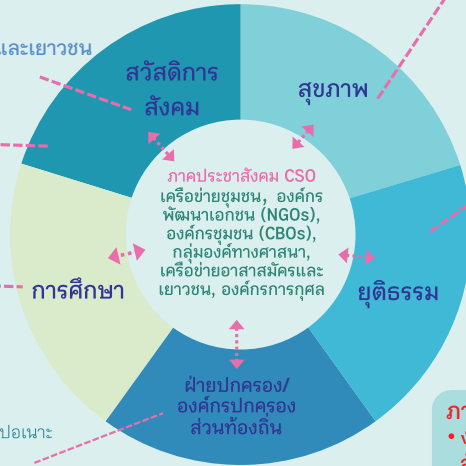 และเยาวชน
สวัสดิการ
สังคม
สุขภาพ
ภาคประชาสังคม CSO
เครือข่ายชุมชน, องค์กร
พัฒนาเอกชน (NGOs),
องค์กรชุมชน (CBOs),
กลุ่มองค์ทางศาสนา,
เครือข่ายอาสาสมัครและ
เยาวชน, องค์กรการกุศล
การศึกษา
ยุติธรรม
ฝ่ายปกครอง/
องค์กรปกครอง
ส่วนท้องถิ่น
ปอเนาะ